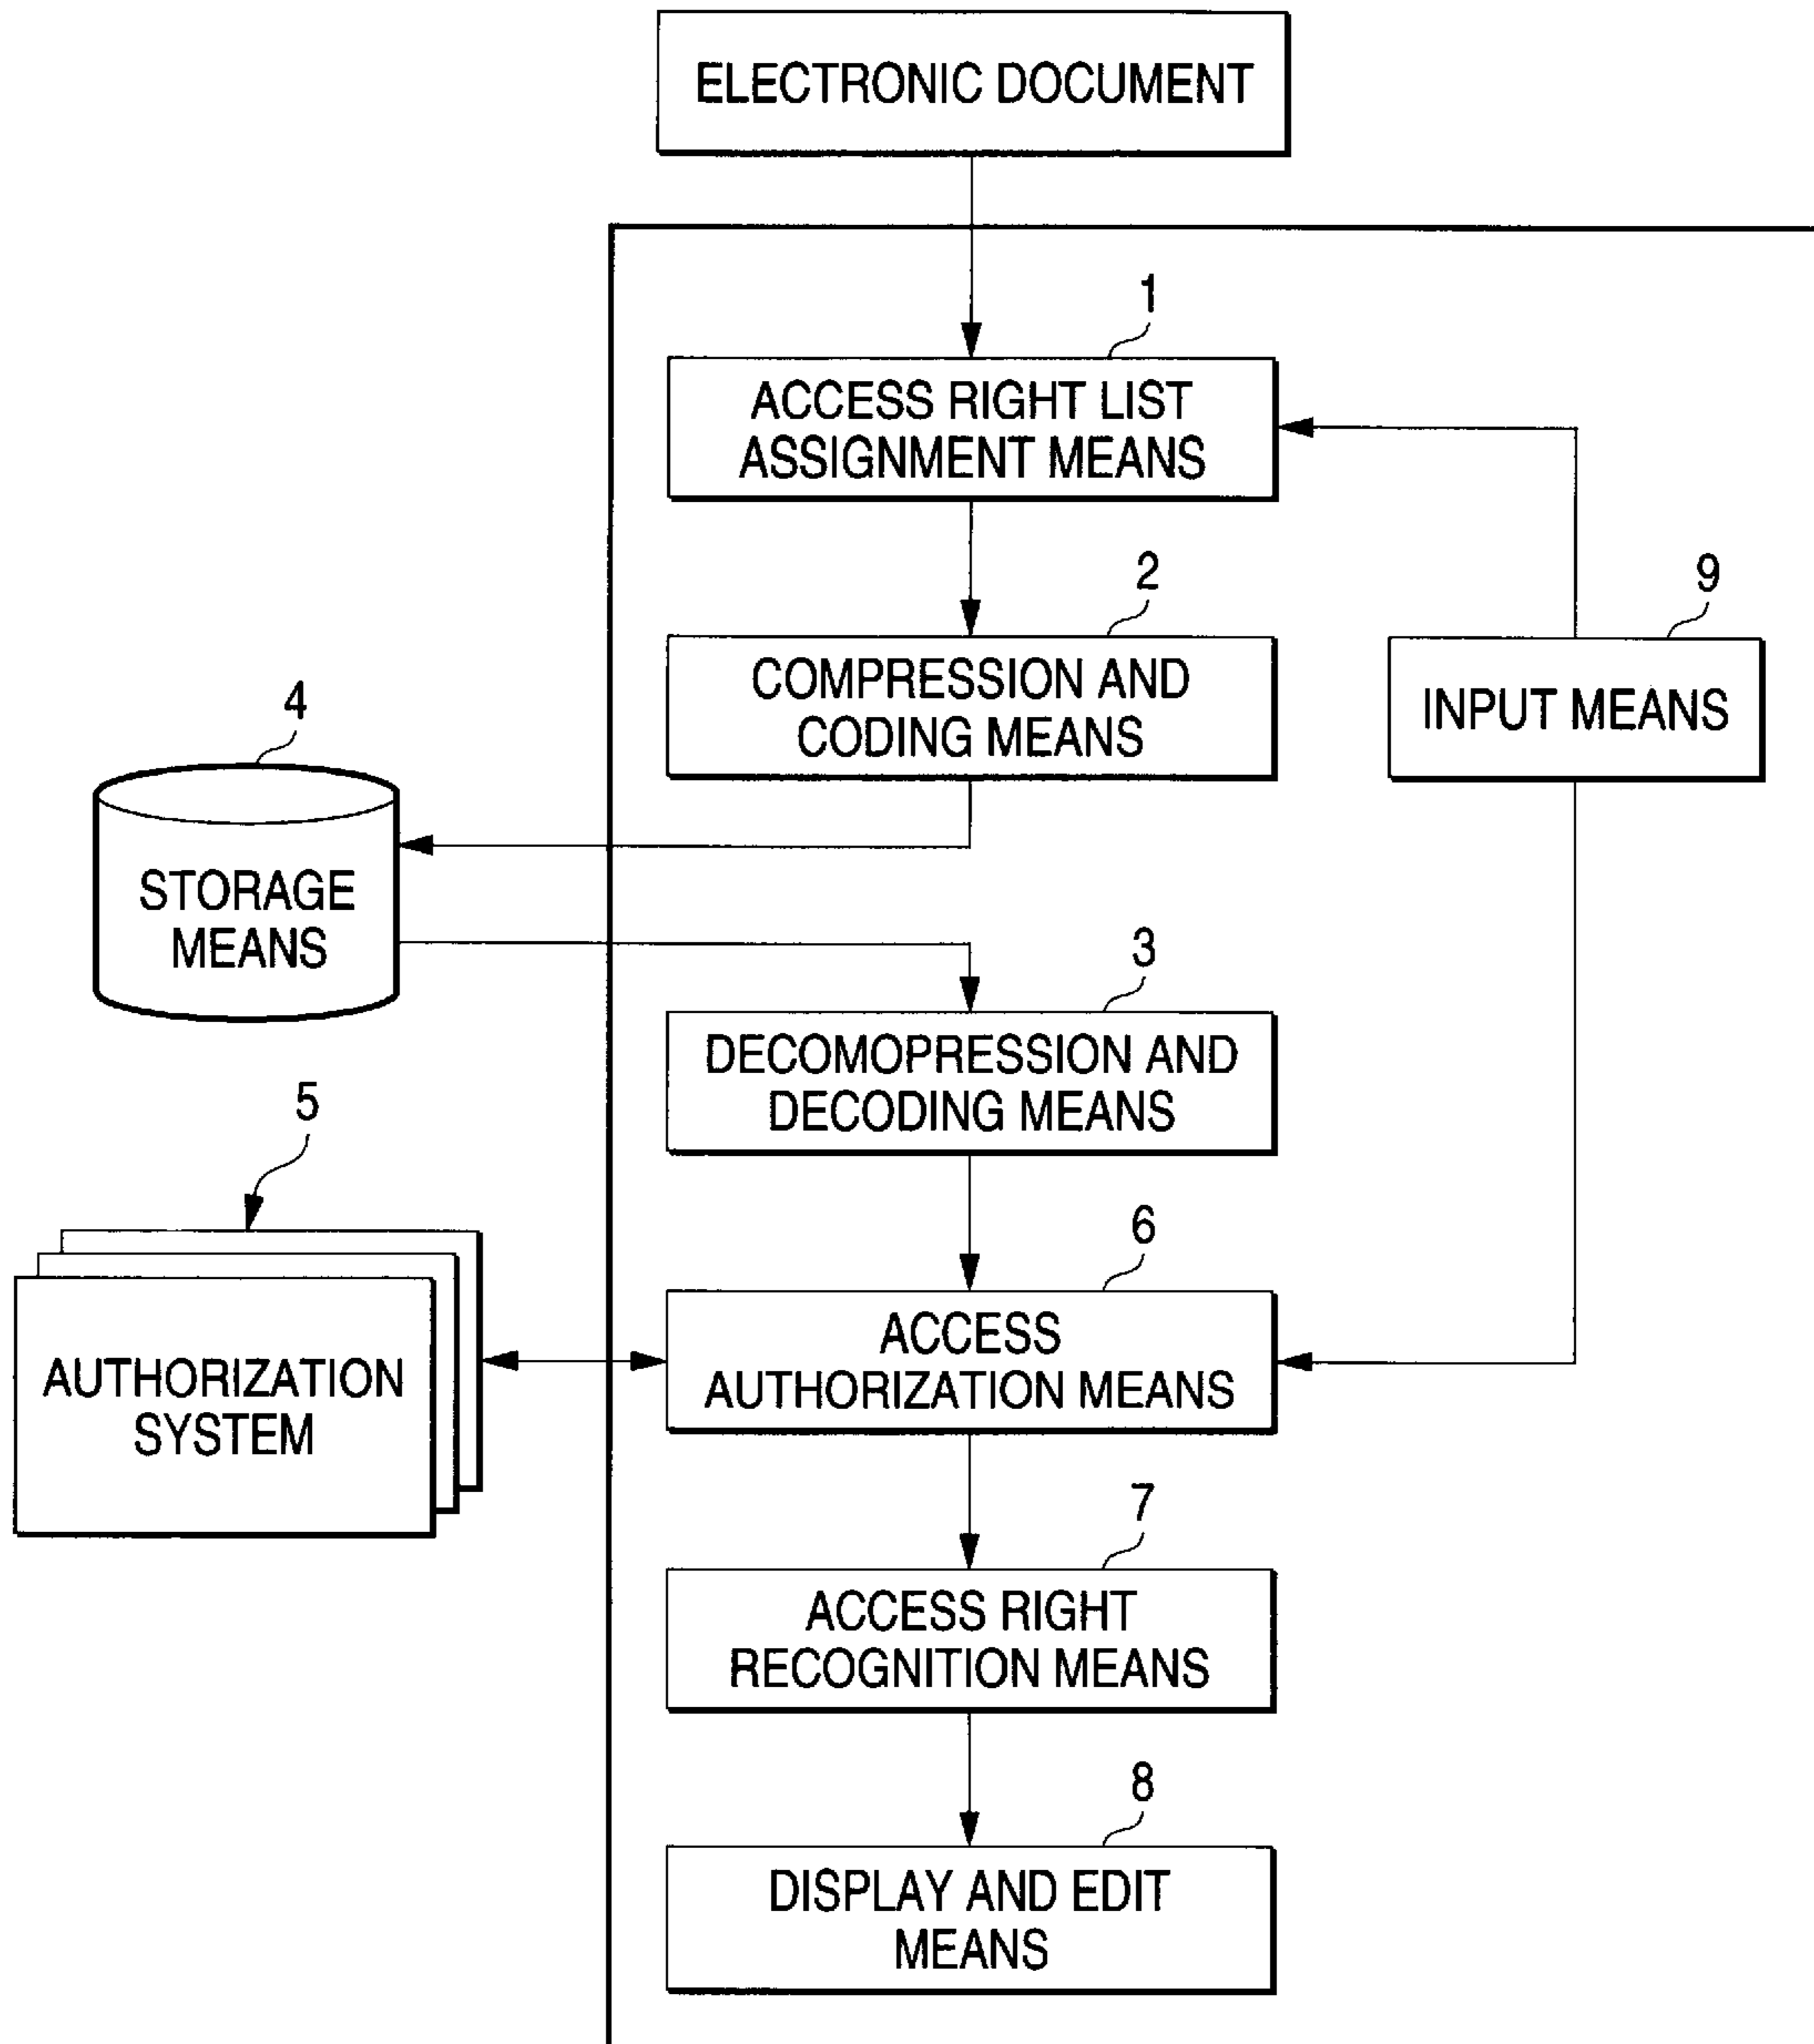 ELECTRONIC DOCUMENT
1
ACCESS RIGHT LIST
ASSIGNMENT MEANS
2
COMPRESSION AND
CODING MEANS
9
INPUT MEANS
4
STORAGE
MEANS
3
DECOMOPRESSION AND
DECODING MEANS
5
AUTHORIZATION
SYSTEM
6
ACCESS
AUTHORIZATION MEANS
7
ACCESS RIGHT
RECOGNITION MEANS
8
DISPLAY AND EDIT
MEANS